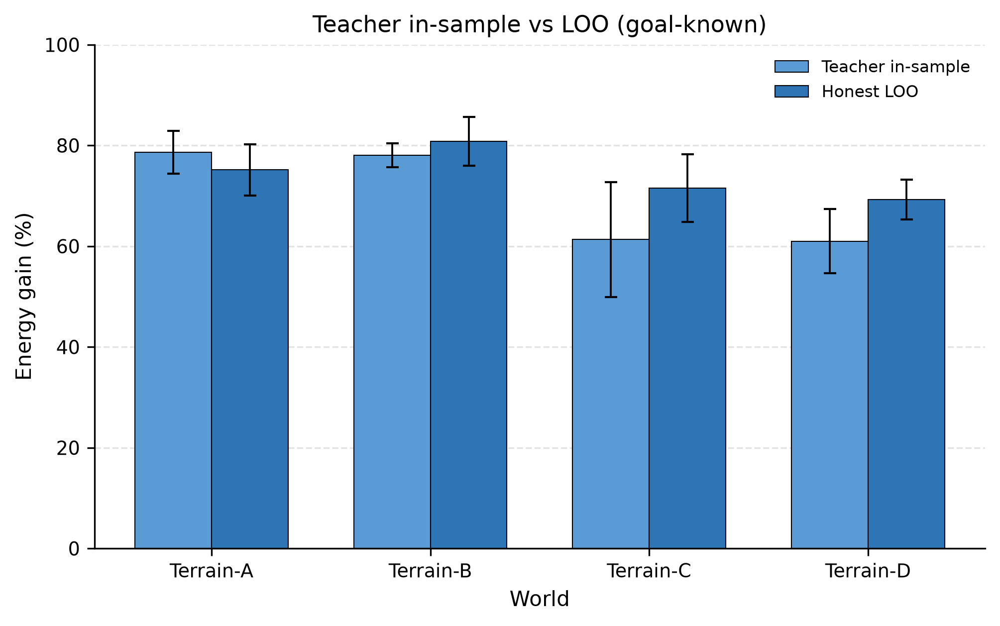 Teacher in-sample vs LOO (goal-known)
100
80
60
40
20
0
Energy gain (%)
Teacher in-sample
Honest LOO
Terrain-A
Terrain-B
Terrain-C
Terrain-D
World